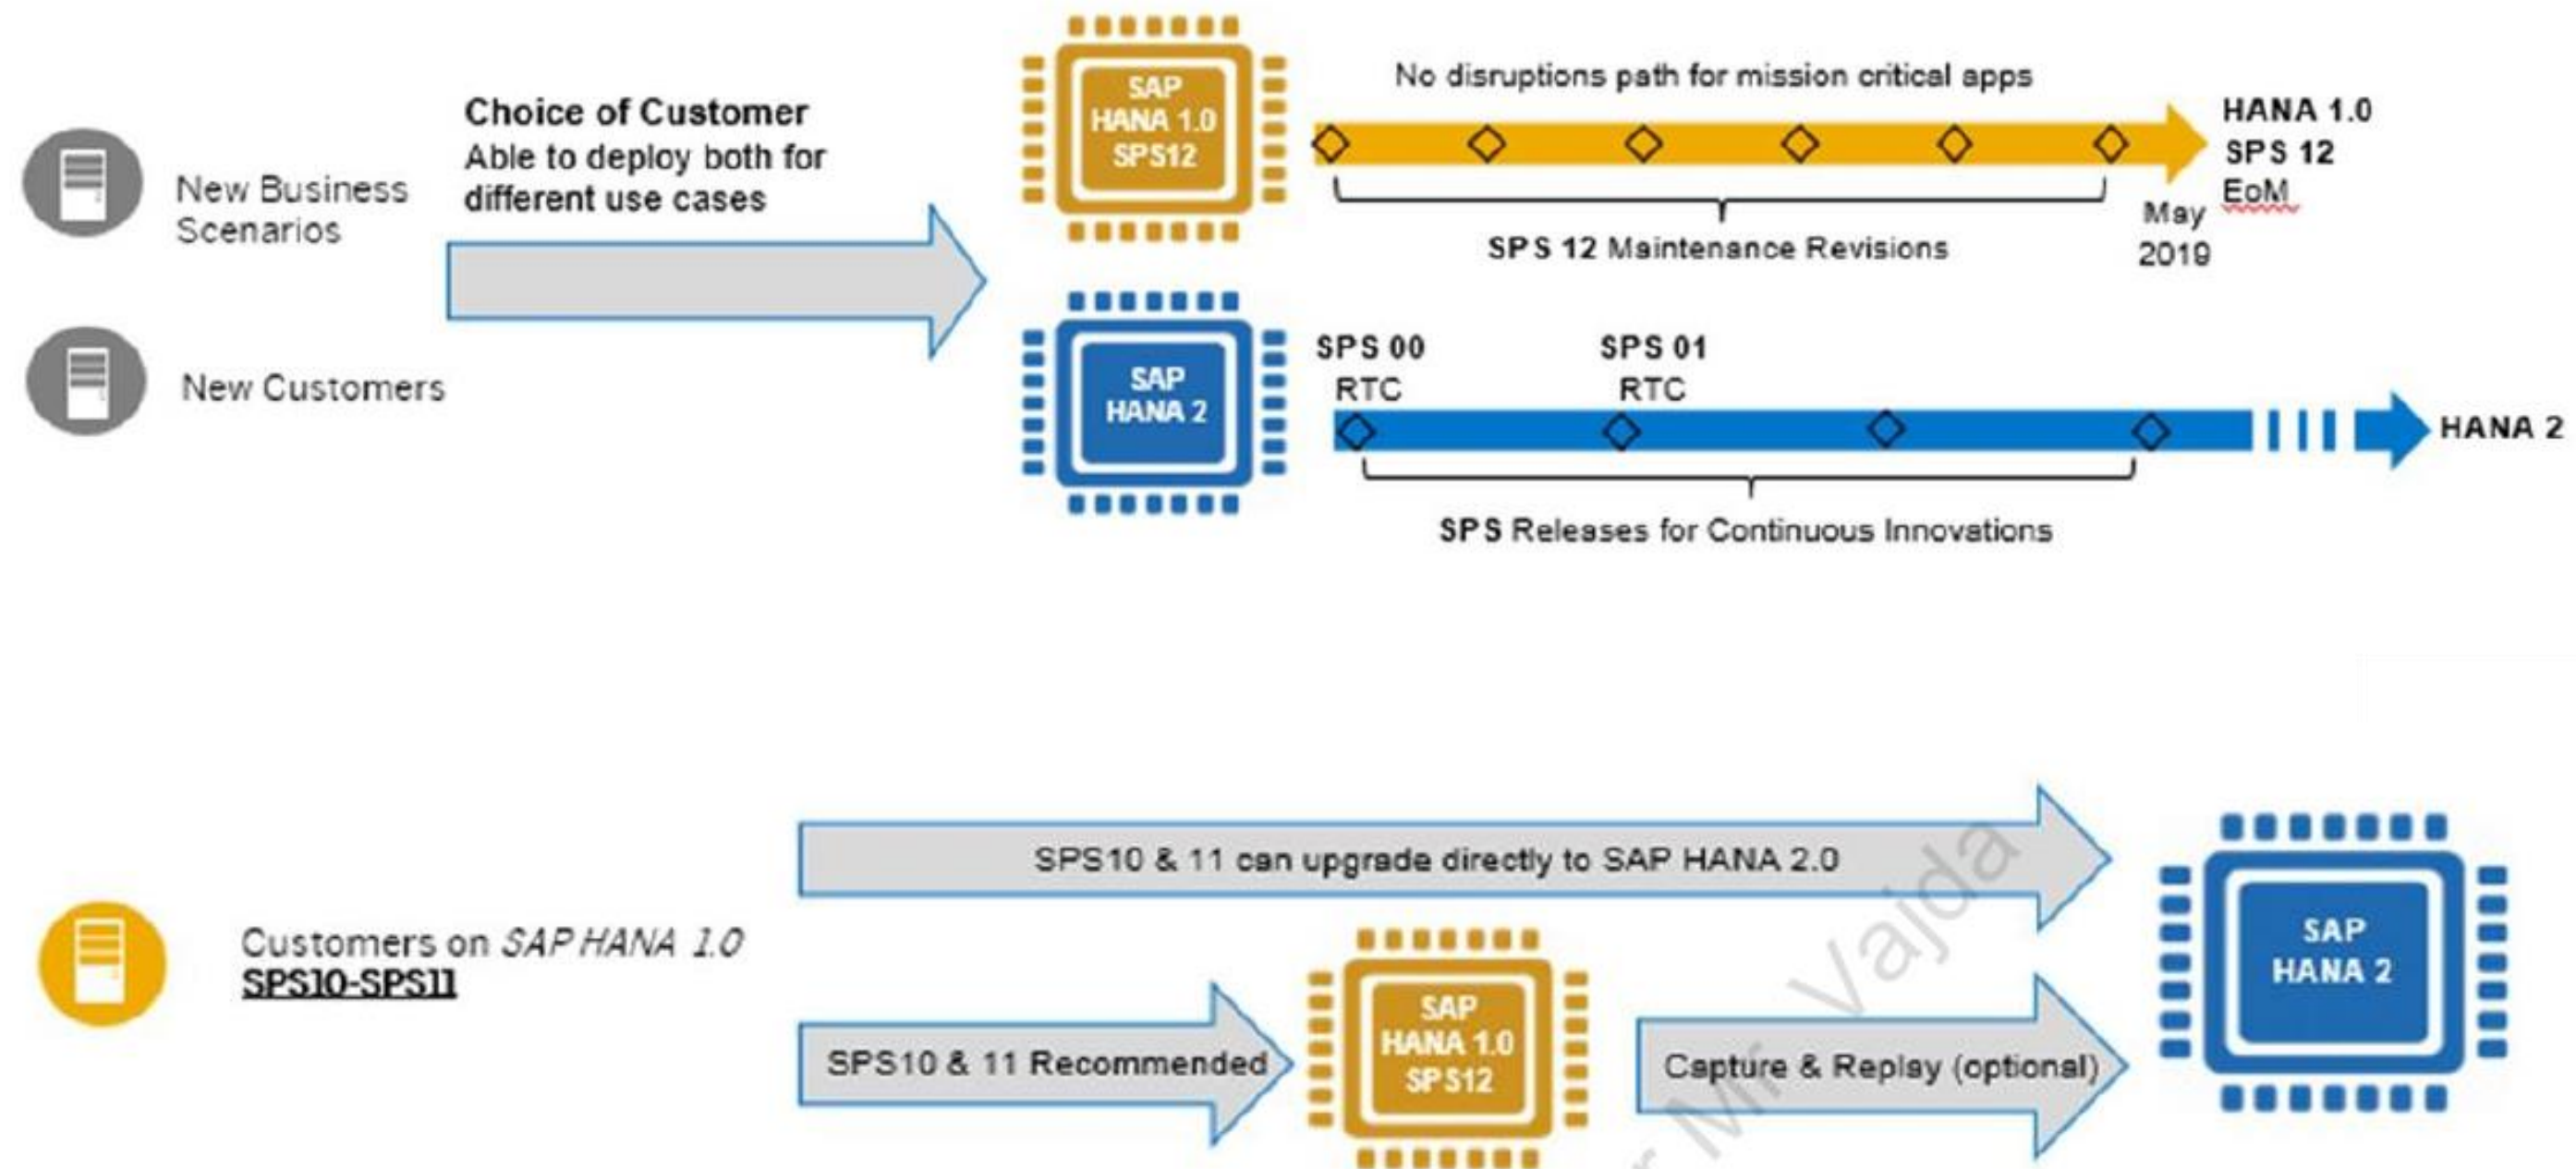 New Business
Scenarios
New Customers
Choice of Customer
Able to deploy both for
different use cases
SAP
HANA 1.0
SPS12
No disruptions path for mission critical apps
HANA 1.0
SPS 12
EoM
May
2019
SPS 12 Maintenance Revisions
SAP
HANA 2
SPS 00
RTC
SPS 01
RTC
HANA 2
SPS Releases for Continuous Innovations
Customers on SAP HANA 1.0
SPS10-SPS11
SPS10 & 11 can upgrade directly to SAP HANA 2.0
SPS10 & 11 Recommended
SAP
HANA 1.0
SPS12
Capture & Replay (optional)
SAP
HANA 2
Mr Vajda